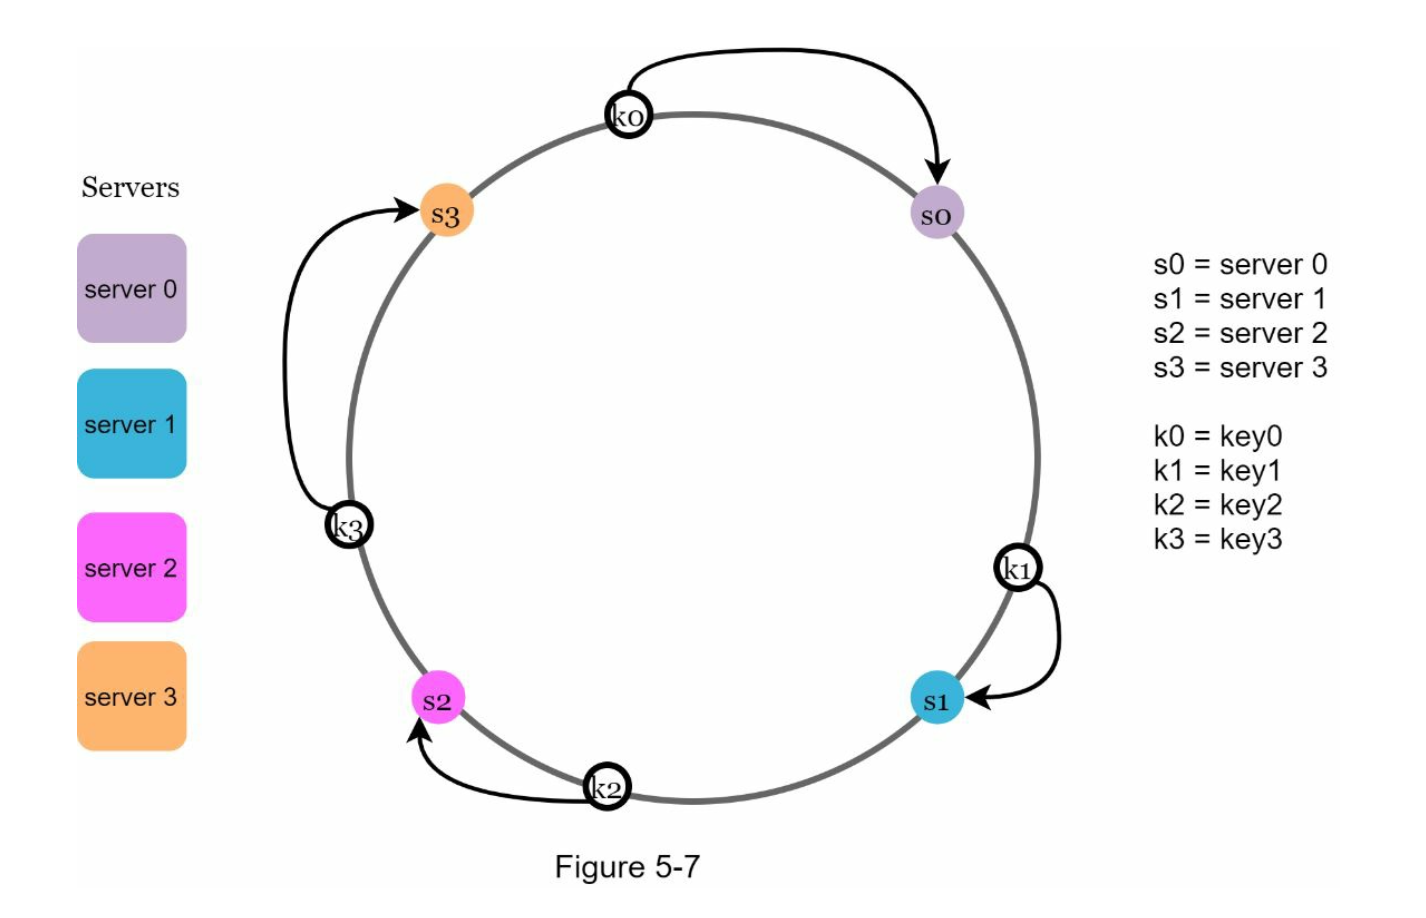 Servers
server 0
server 1
server 2
server 3
k0
s0
s3
k3
k1
s2
s1
k2
s0 = server 0
s1 = server 1
s2 = server 2
s3 = server 3
k0 = key0
k1 = key1
k2 = key2
k3 = key3
Figure 5-7